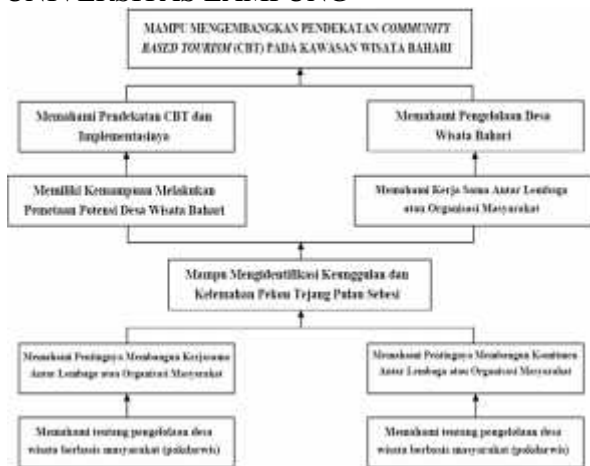 UNIVERSITAS LAMPUNG
MAMPU MENGEMBANGKAN PENDEKATAN COMMUNITY
BASED TOURISM (CBT) PADA KAWASAN WISATA BAHARI
Memahami Pendekatan CBT dan
Implementasinya
Memahami Pengelolaan Desa
Wisata Bahari
Memiliki Kemampuan Melakukan
Pemetaan Potensi Desa Wisata Bahari
Memahami Kerja Sama Antar Lembaga
atau Organisasi Masyarakat
Mampu Mengidentifikasi Keunggulan dan
Kelemahan Pekon Tejang Pulau Sebesi
Memahami Pentingnya Membangun Kerjasama
Antar Lembaga atau Organisasi Masyarakat
Memahami Pentingnya Membangun Komitmen
Antar Lembaga atau Organisasi Masyarakat
Memahami tentang pengelolaan desa
wisata berbasis masyarakat (pokdarwis)
Memahami tentang pengelolaan desa
wisata berbasis masyarakat (pokdarwis)